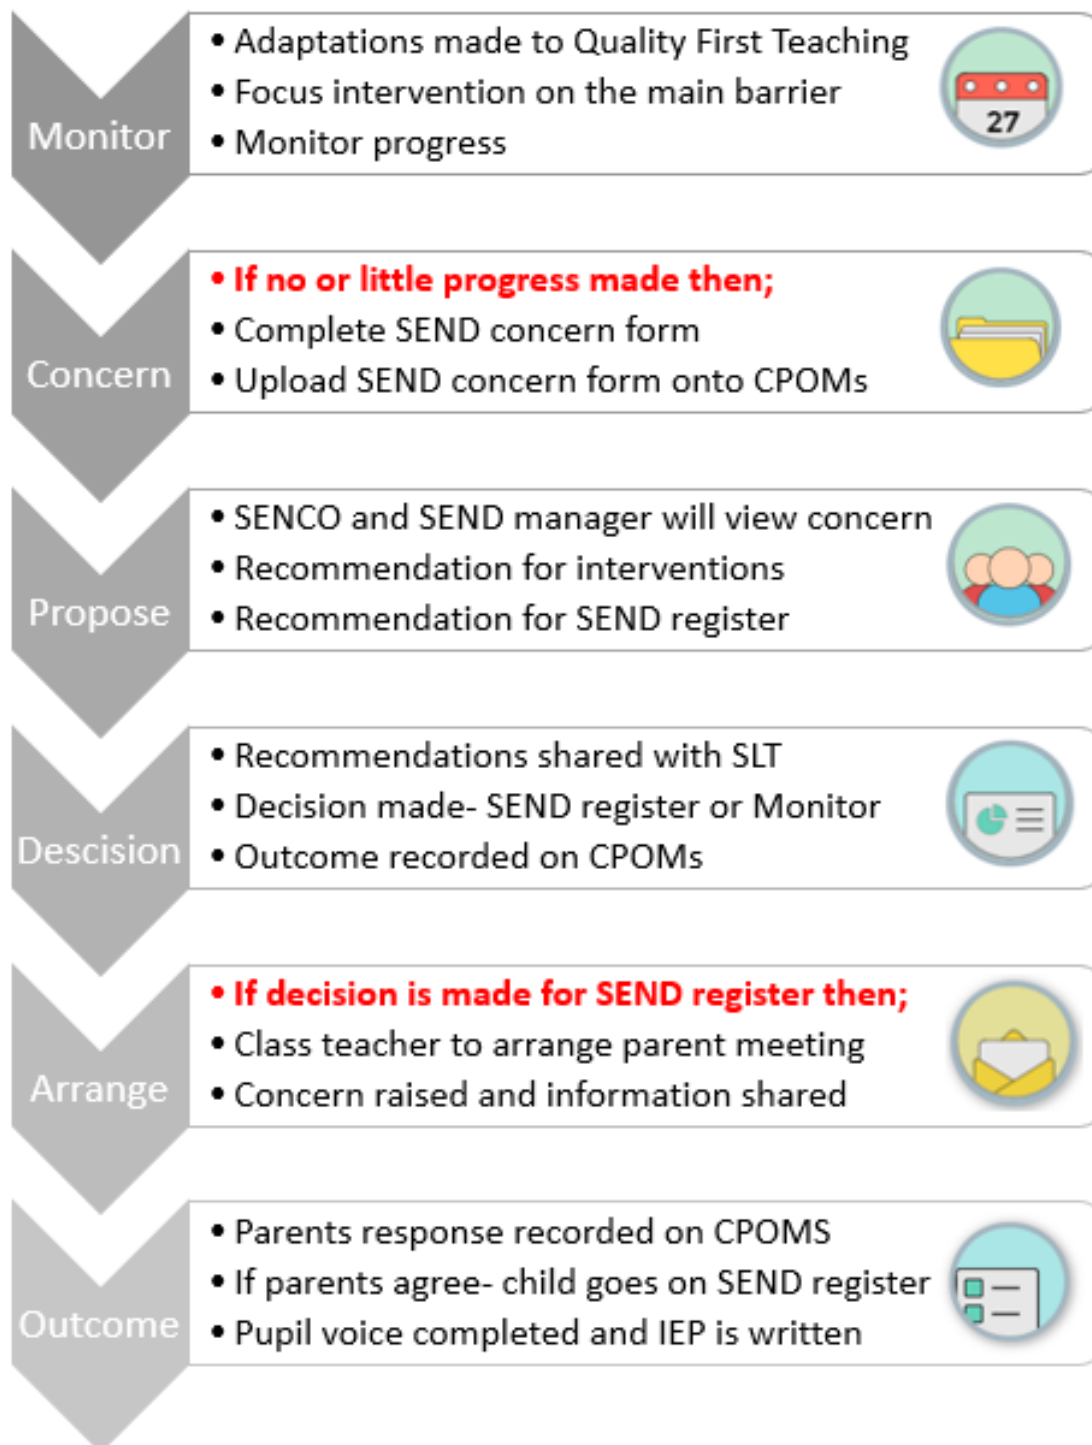 Monitor
• Adaptations made to Quality First Teaching
• Focus intervention on the main barrier
• Monitor progress
27
Concern
• If no or little progress made then;
• Complete SEND concern form
• Upload SEND concern form onto CPOMs
Propose
• SENCO and SEND manager will view concern
• Recommendation for interventions
• Recommendation for SEND register
Descision
• Recommendations shared with SLT
• Decision made- SEND register or Monitor
• Outcome recorded on CPOMs
Arrange
• If decision is made for SEND register then;
• Class teacher to arrange parent meeting
• Concern raised and information shared
Outcome
• Parents response recorded on CPOMS
• If parents agree- child goes on SEND register
• Pupil voice completed and IEP is written